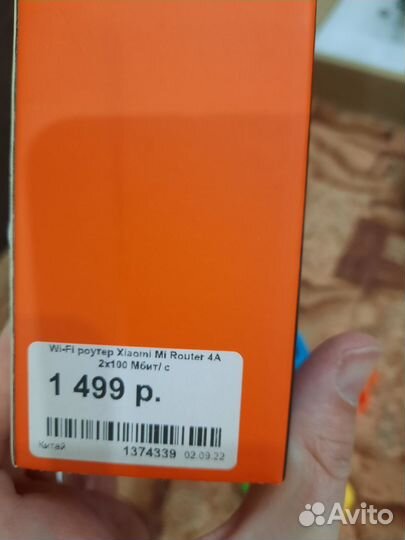 Wi-Fi роутер Xiaomi Mi Router 4A
2x100 Мбит/ с
1 499 р.
Китай
1374339 02.09.22
Avito